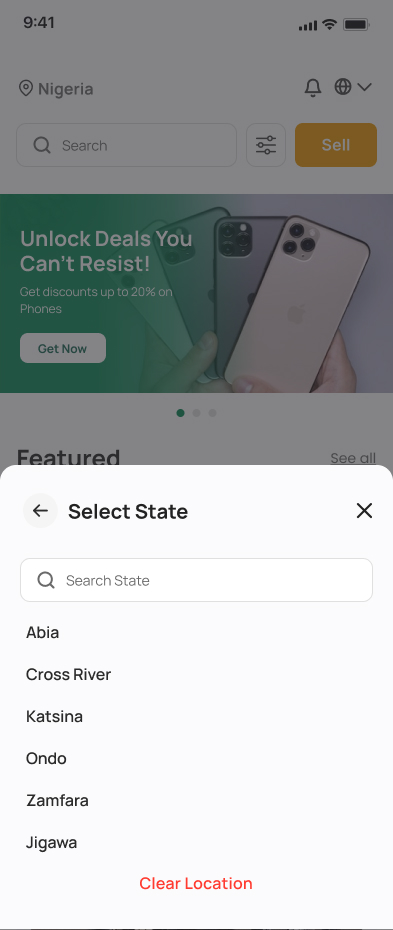 9:41
Nigeria
Search
Sell
Unlock Deals You
Can't Resist!
Get discounts up to 20% on
Phones
Get Now
Featured
See all
Select State
Search State
Abia
Cross River
Katsina
Ondo
Zamfara
Jigawa
Clear Location